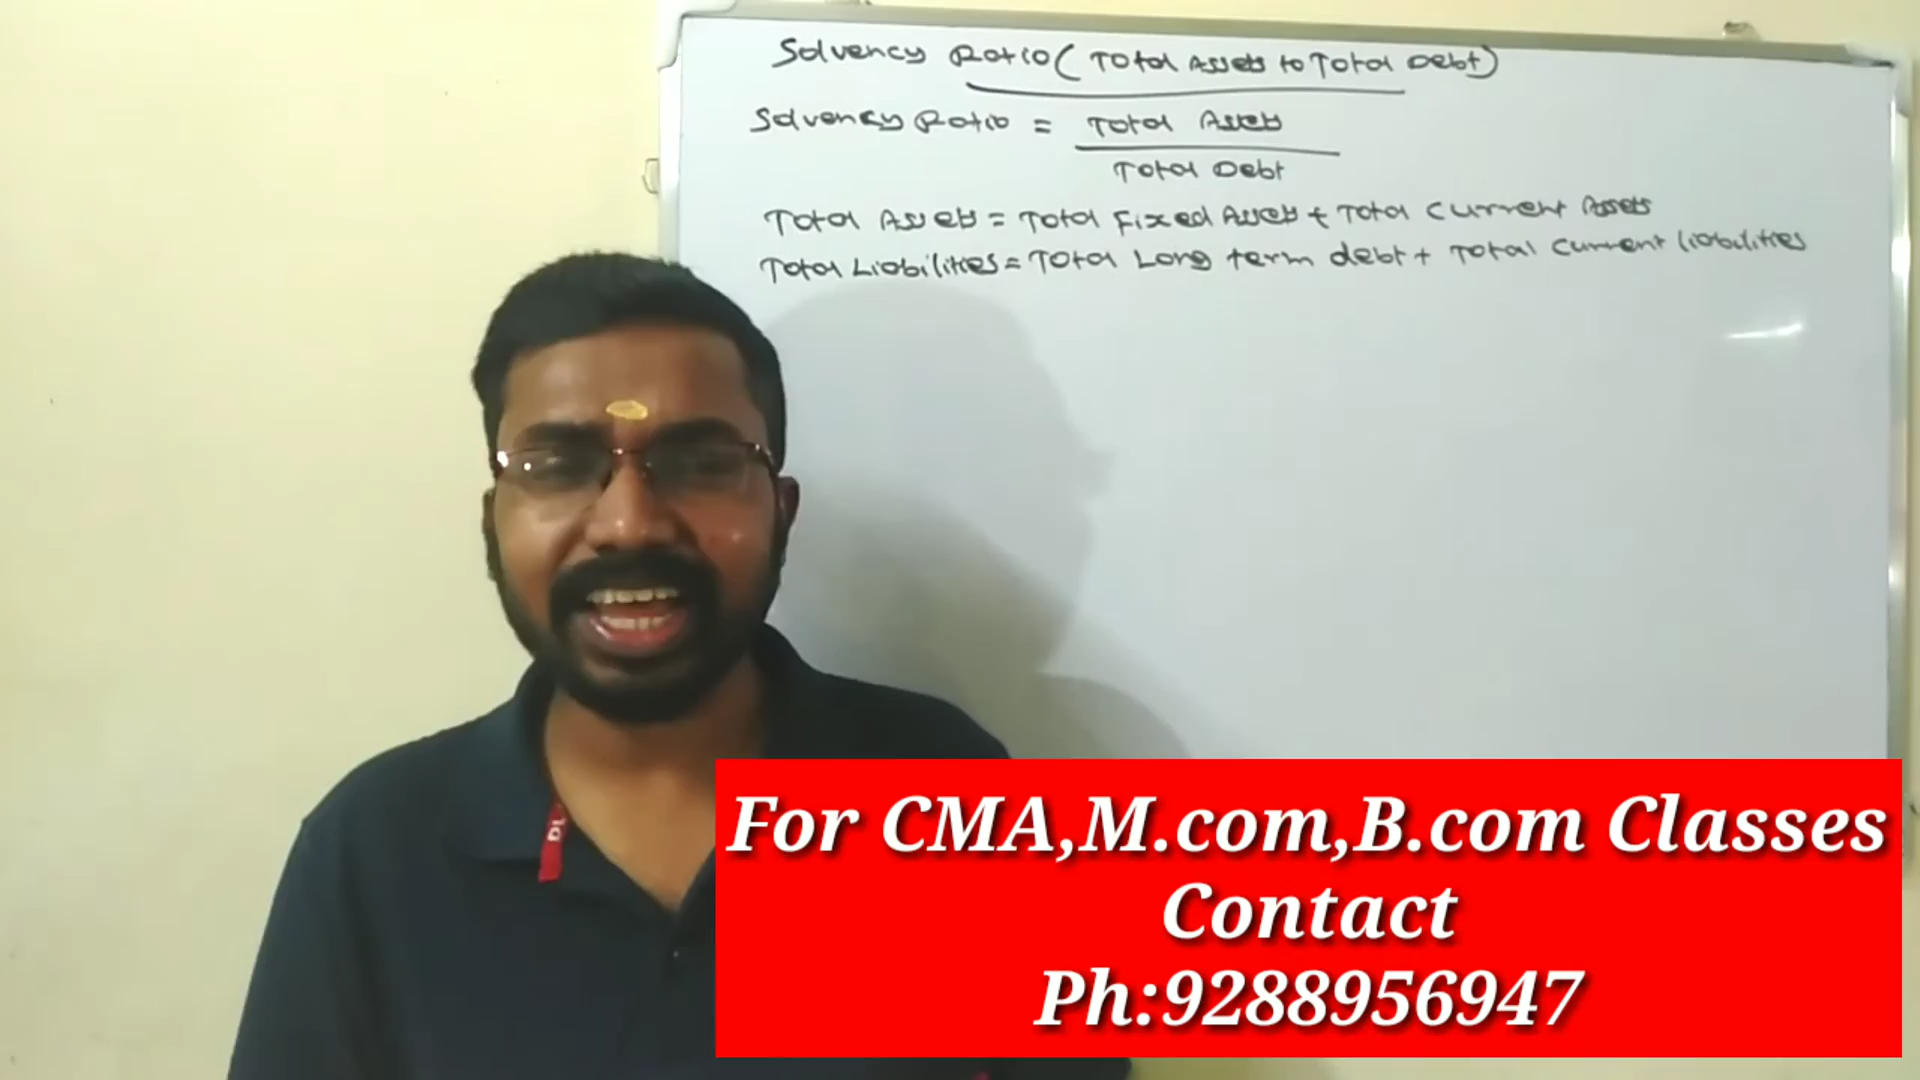 Solvency Ratio (Total Assets to Total Debt)
Solvency Ratio = Total Assets
Total Debt
Total Assets = Total Fixed Assets + Total Current Assets
Total Liabilities = Total Long term debt + Total Current liabilities
For CMA,M.com,B.com Classes
Contact
Ph:9288956947